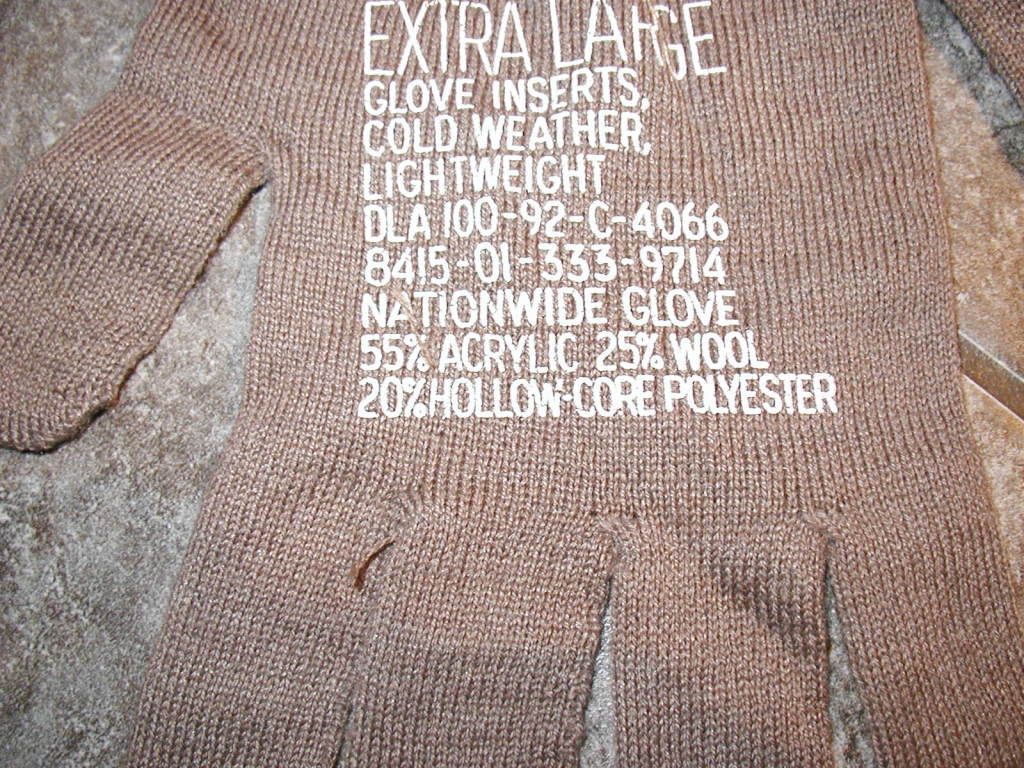 EXTRA LARGE
GLOVE INSERTS,
COLD WEATHER,
LIGHTWEIGHT
DLA 100-92-C-4066
8415-01-333-9714
NATIONWIDE GLOVE
55% ACRYLIC 25% WOOL
20% HOLLOW-CORE POLYESTER